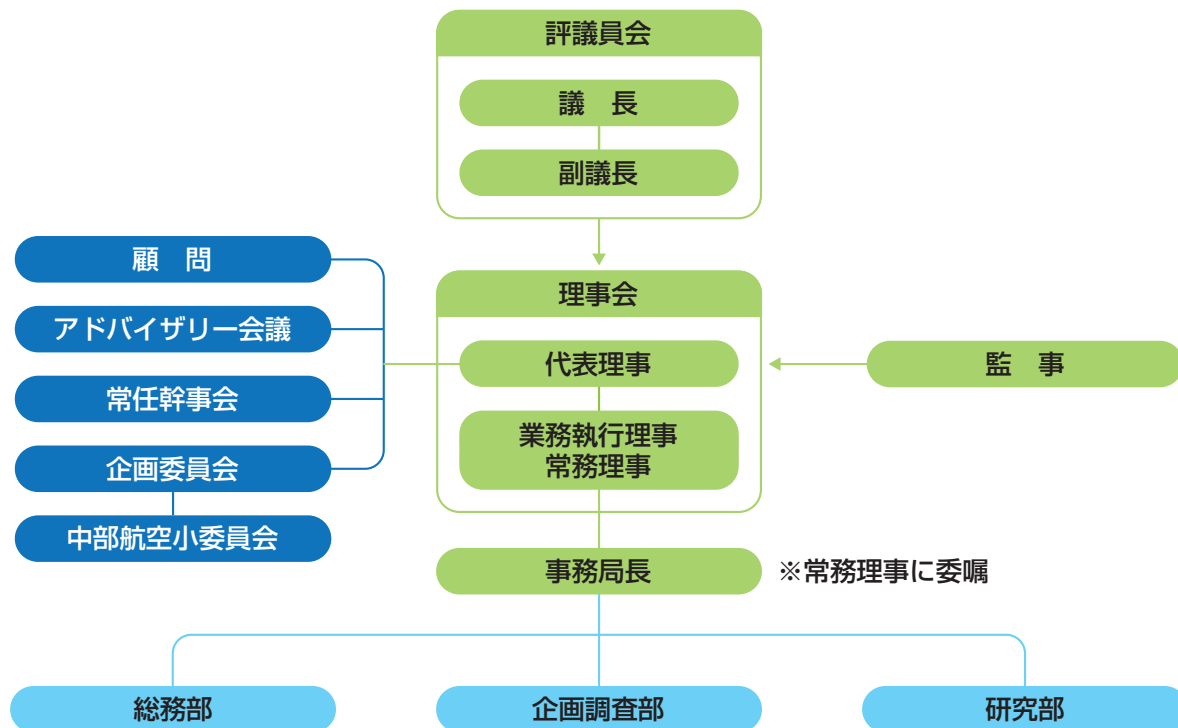 評議員会
議　長
副議長
顧　問
アドバイザリー会議
常任幹事会
企画委員会
中部航空小委員会
理事会
代表理事
業務執行理事
常務理事
監　事
事務局長
※常務理事に委嘱
総務部
企画調査部
研究部